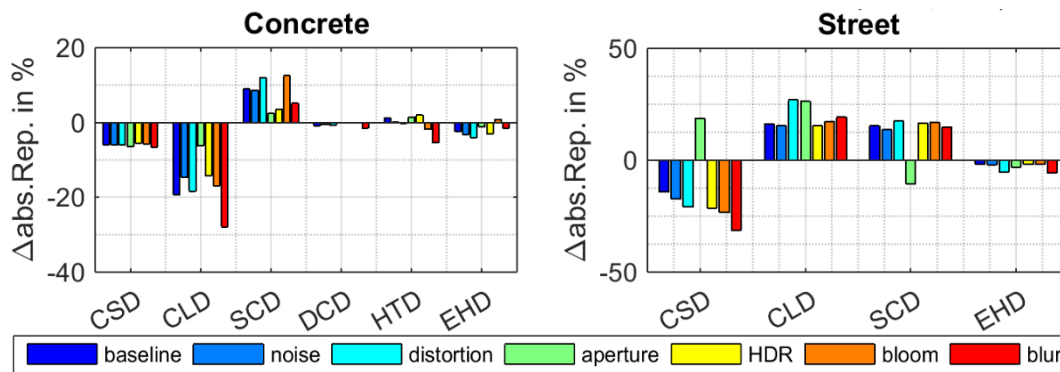 Concrete
Street
Δabs.Rep. in %
20
0
-20
-40
CSD CLD SCD DCD HTD EHD
Δabs.Rep. in %
50
0
-50
CSD CLD SCD EHD
baseline noise distortion aperture HDR bloom blur